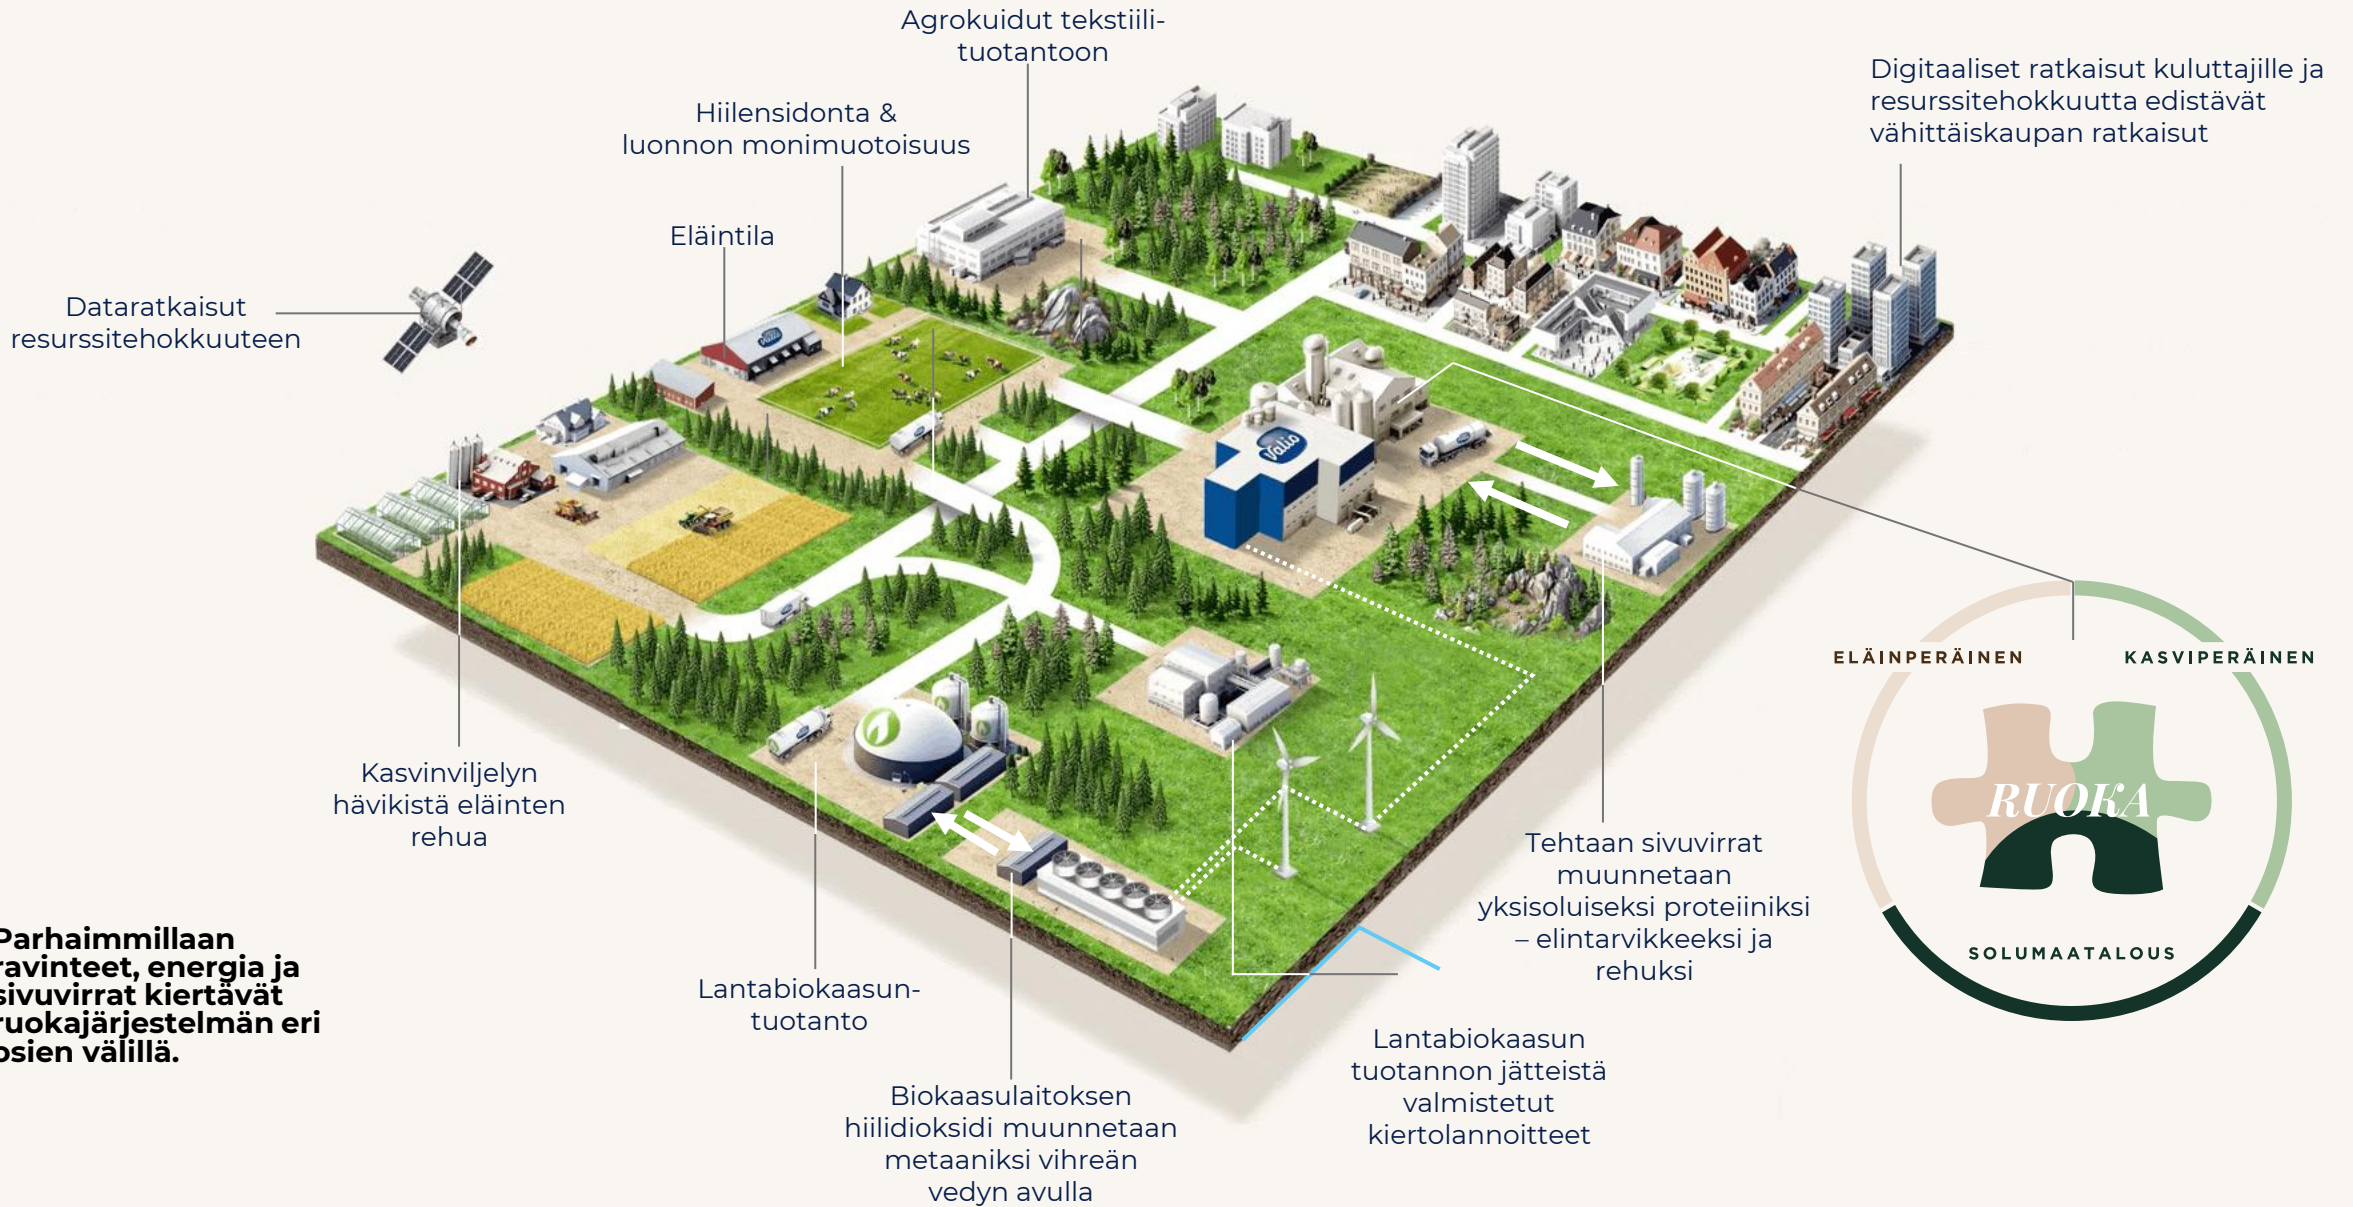 Agrokuidut tekstiili-
tuotantoon
Digitaaliset ratkaisut kuluttajille ja
resurssitehokkuutta edistävät
vähittäiskaupan ratkaisut
Hiilensidonta &
luonnon monimuotoisuus
Eläintila
Dataratkaisut
resurssitehokkuuteen
Valio
Valio
ELÄINPERÄINEN
KASVIPERÄINEN
RUOKA
SOLUMAATALOUS
Kasvinviljelyn
hävikistä eläinten
rehua
Tehtaan sivuvirrat
muunnetaan
yksisoluiseksi proteiiniksi
– elintarvikkeeksi ja
rehuksi
Parhaimmillaan
ravinteet, energia ja
sivuvirrat kiertävät
ruokajärjestelmän eri
osien välillä.
Lantabiokaasun-
tuotanto
Lantabiokaasun
tuotannon jätteistä
valmistetut
kiertolannoitteet
Biokaasulaitoksen
hiilidioksidi muunnetaan
metaaniksi vihreän
vedyn avulla